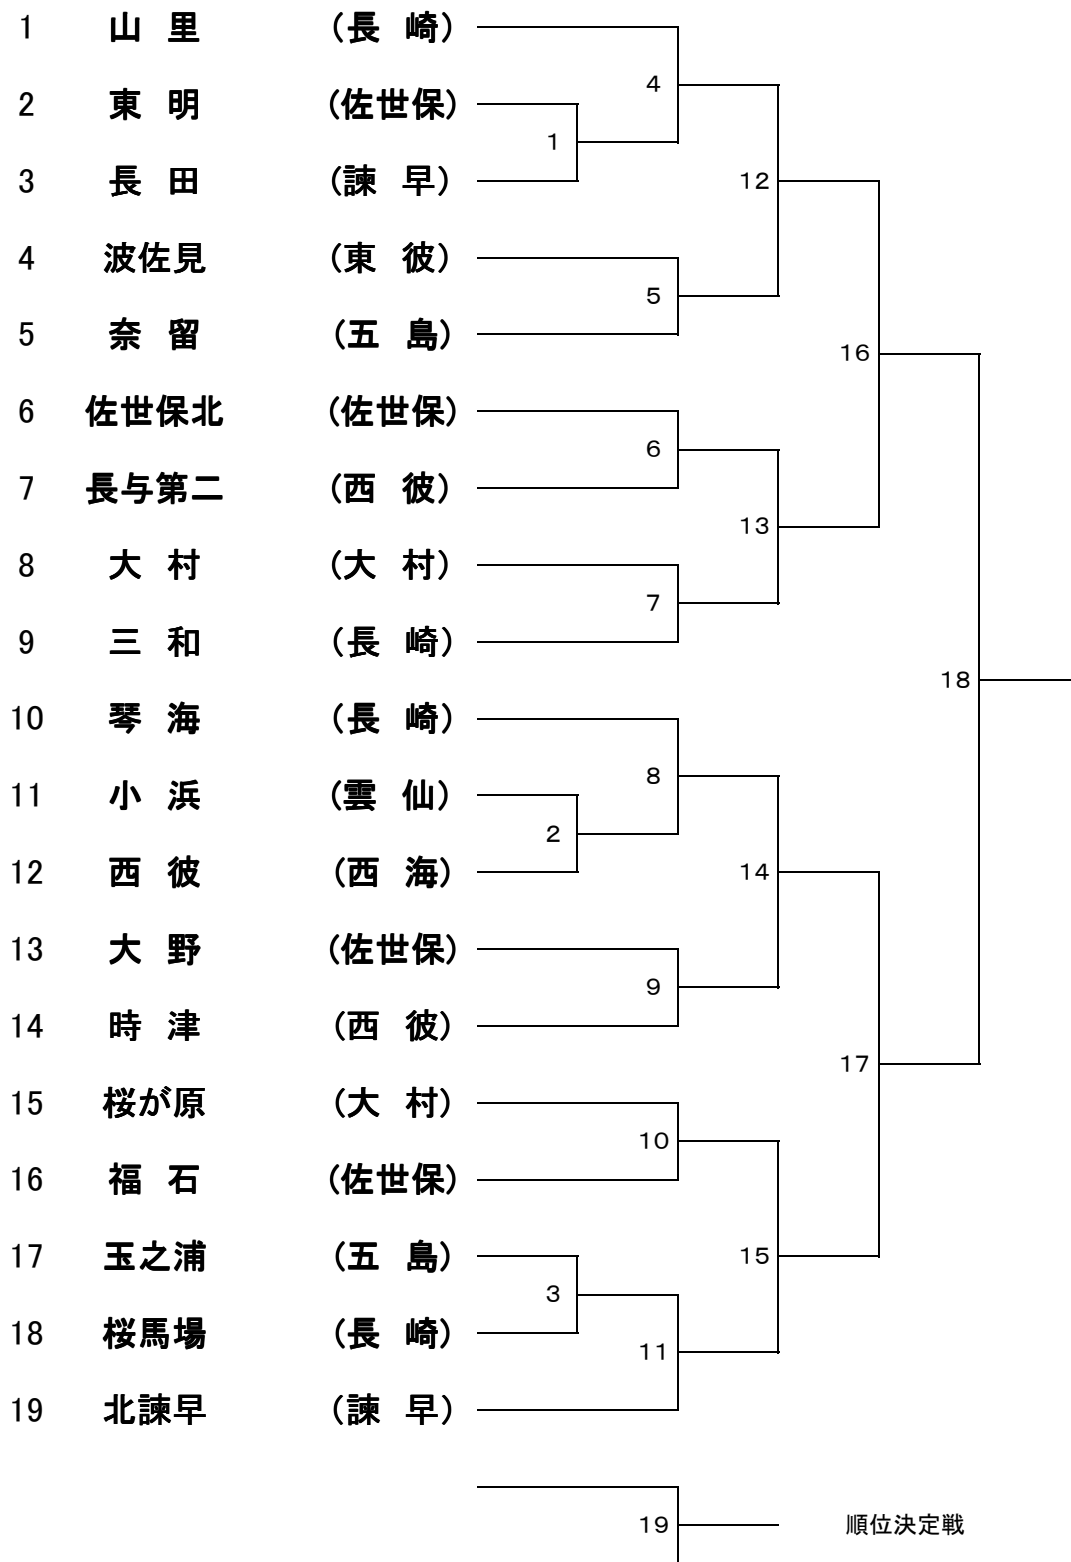 1 山 里 (長 崎)
4
2 東 明 (佐世保)
1
3 長 田 (諫 早)
12
4 波佐見 (東 彼)
5
5 奈 留 (五 島)
16
6 佐世保北 (佐世保)
6
7 長与第二 (西 彼)
13
8 大 村 (大 村)
7
9 三 和 (長 崎)
18
10 琴 海 (長 崎)
8
11 小 浜 (雲 仙)
2
12 西 彼 (西 海)
14
13 大 野 (佐世保)
9
14 時 津 (西 彼)
17
15 桜が原 (大 村)
10
16 福 石 (佐世保)
17 玉之浦 (五 島)
15
3
18 桜馬場 (長 崎)
11
19 北諫早 (諫 早)
19 順位決定戦